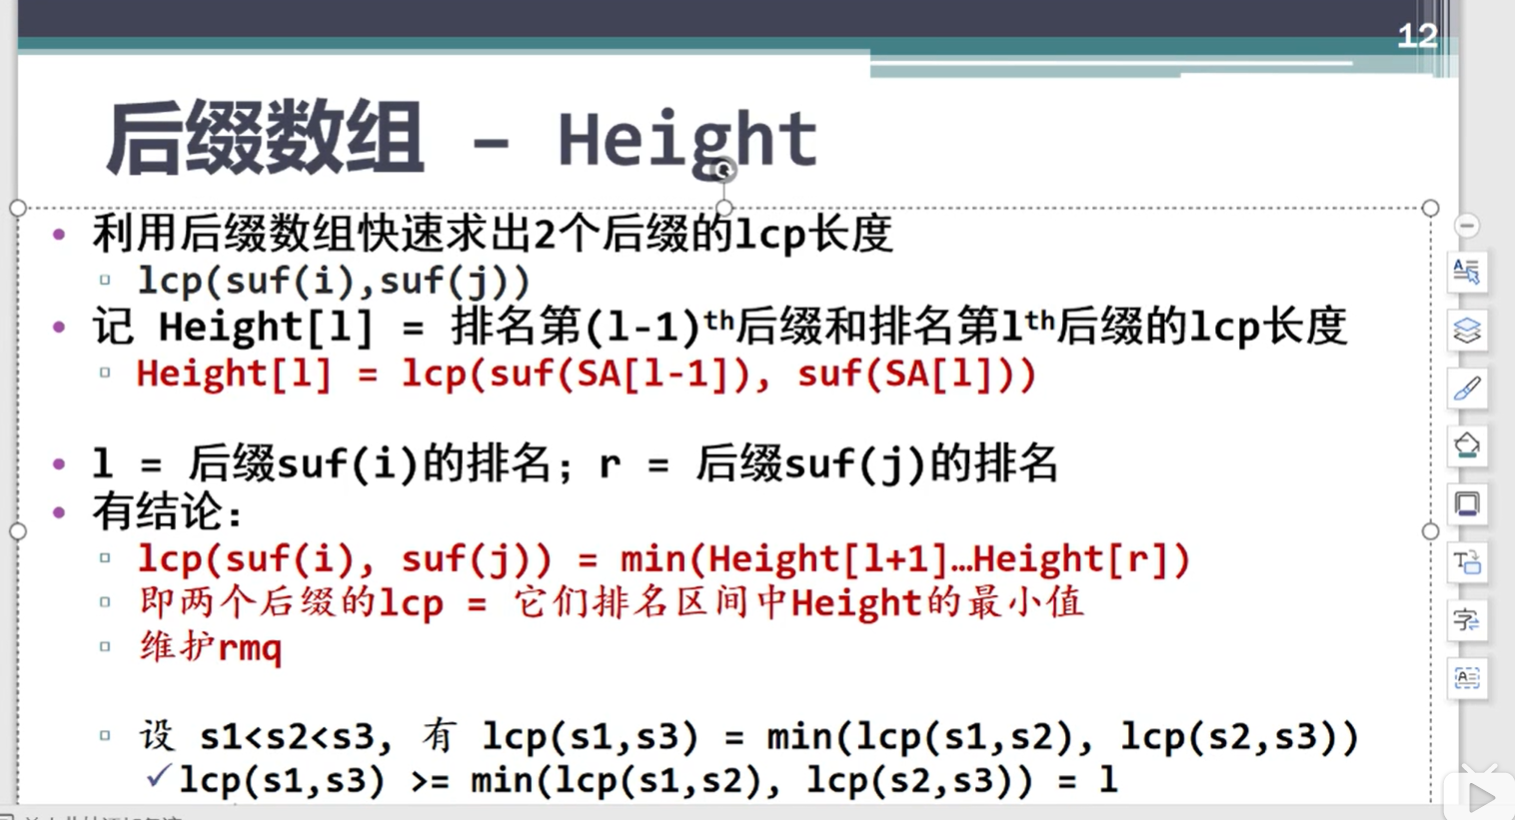 12
后缀数组 – Height
• 利用后缀数组快速求出2个后缀的lcp长度
▫ lcp(suf(i),suf(j))
• 记 Height[l] = 排名第(l-1)th后缀和排名第lth后缀的lcp长度
▫ Height[l] = lcp(suf(SA[l-1]), suf(SA[l]))
• l = 后缀suf(i)的排名；r = 后缀suf(j)的排名
• 有结论：
▫ lcp(suf(i), suf(j)) = min(Height[l+1]…Height[r])
▫ 即两个后缀的lcp = 它们排名区间中Height的最小值
▫ 维护rmq
▫ 设 s1<s2<s3, 有 lcp(s1,s3) = min(lcp(s1,s2), lcp(s2,s3))
✓lcp(s1,s3) >= min(lcp(s1,s2), lcp(s2,s3)) = l